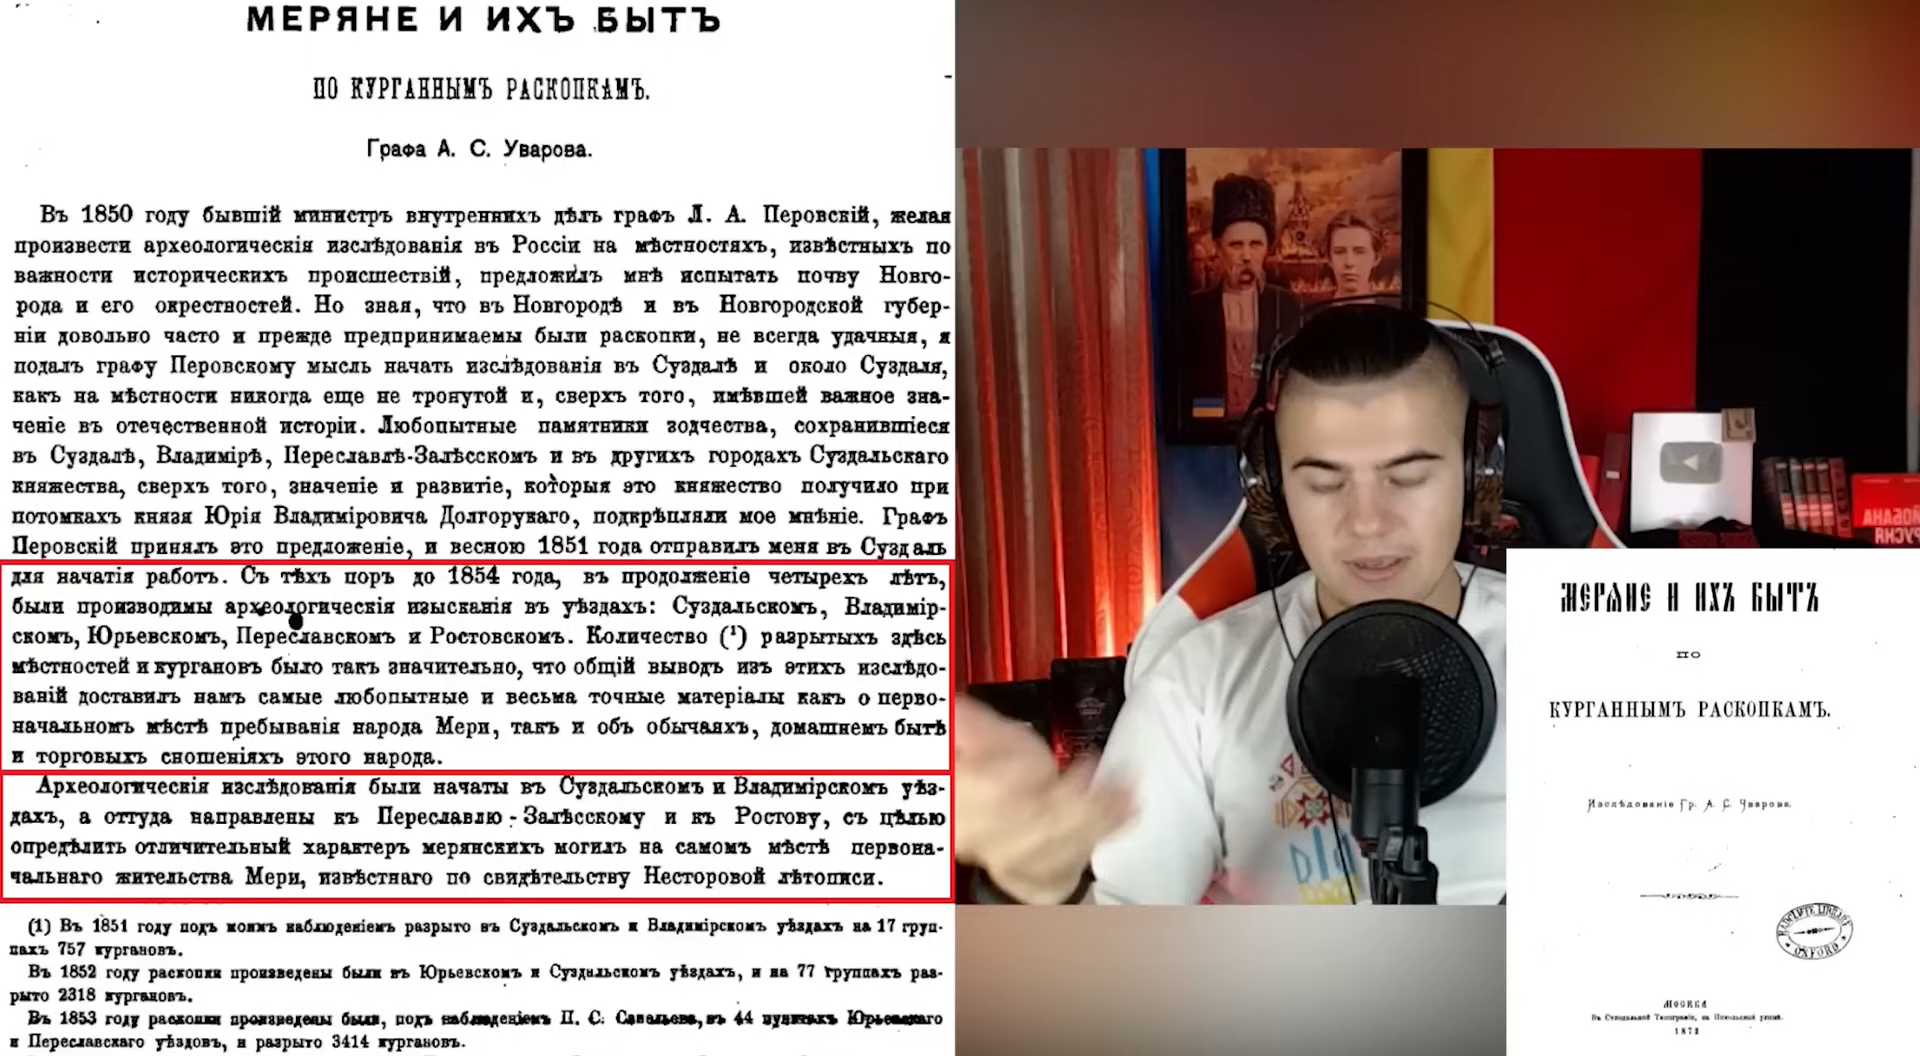 МЕРЯНЕ И ИХЪ БЫТЪ
ПО КУРГАННЫМЪ РАСКОПКАМЪ.
Графа А. С. Уварова.
Въ 1850 году бывшій министръ внутреннихъ дѣлъ графъ Л. А. Перовскій, желая
произвести археологическія изслѣдованія въ Россіи на мѣстностяхъ, извѣстныхъ по
важности историческихъ происшествій, предложилъ мнѣ испытать почву Новго-
рода и его окрестностей. Но зная, что въ Новгородѣ и въ Новгородской губер-
ніи довольно часто и прежде предпринимаемы были раскопки, не всегда удачныя, я
подалъ графу Перовскому мысль начать изслѣдованія въ Суздалѣ и около Суздаля,
какъ на мѣстности никогда еще не тронутой и, сверхъ того, имѣвшей важное зна-
ченіе въ отечественной исторіи. Любопытные памятники зодчества, сохранившіеся
въ Суздалѣ, Владимірѣ, Переславлѣ-Залѣсскомъ и въ другихъ городахъ Суздальскаго
княжества, сверхъ того, значеніе и развитіе, которыя это княжество получило при
потомкахъ князя Юрія Владиміровича Долгорукаго, подкрѣпляли мое мнѣніе. Графъ
Перовскій принялъ это предложеніе, и весною 1851 года отправилъ меня въ Суздаль
для начатія работъ. Съ тѣхъ поръ до 1854 года, въ продолженіе четырехъ лѣтъ,
были производимы археологическія изысканія въ уѣздахъ: Суздальскомъ, Владимір-
скомъ, Юрьевскомъ, Переславскомъ и Ростовскомъ. Количество (¹) разрытыхъ здѣсь
мѣстностей и кургановъ было такъ значительно, что общій выводъ изъ этихъ изслѣдо-
ваній доставилъ намъ самые любопытные и весьма точные матеріалы какъ о перво-
начальномъ мѣстѣ пребыванія народа Мери, такъ и объ обычаяхъ, домашнемъ бытѣ
и торговыхъ сношеніяхъ этого народа.
Археологическія изслѣдованія были начаты въ Суздальскомъ и Владимірскомъ уѣз-
дахъ, а оттуда направлены къ Переславлю-Залѣсскому и къ Ростову, съ цѣлью
опредѣлить отличительный характеръ мерянскихъ могилъ на самомъ мѣстѣ первона-
чальнаго жительства Мери, извѣстнаго по свидѣтельству Несторовой лѣтописи.
(1) Въ 1851 году подъ моимъ наблюденіемъ разрыто въ Суздальскомъ и Владимірскомъ уѣздахъ на 17 груп-
пахъ 757 кургановъ.
Въ 1852 году раскопки произведены были въ Юрьевскомъ и Суздальскомъ уѣздахъ, и на 77 группахъ раз-
рыто 2318 кургановъ.
Въ 1853 году раскопки произведены были, подъ наблюденіемъ П. С. Савельева, въ 44 пунктахъ Юрьевскаго
и Переславскаго уѣздовъ, и разрыто 3414 кургановъ.
МЕРЯНЕ И ИХЪ БЫТЪ
ПО
КУРГАННЫМЪ РАСКОПКАМЪ.
Изслѣдованіе Гр. А. С. Уварова.
RADCLIFFE LIBRARY
OXFORD
МОСКВА
Въ Синодальной Типографіи, на Никольской улицѣ.
1872